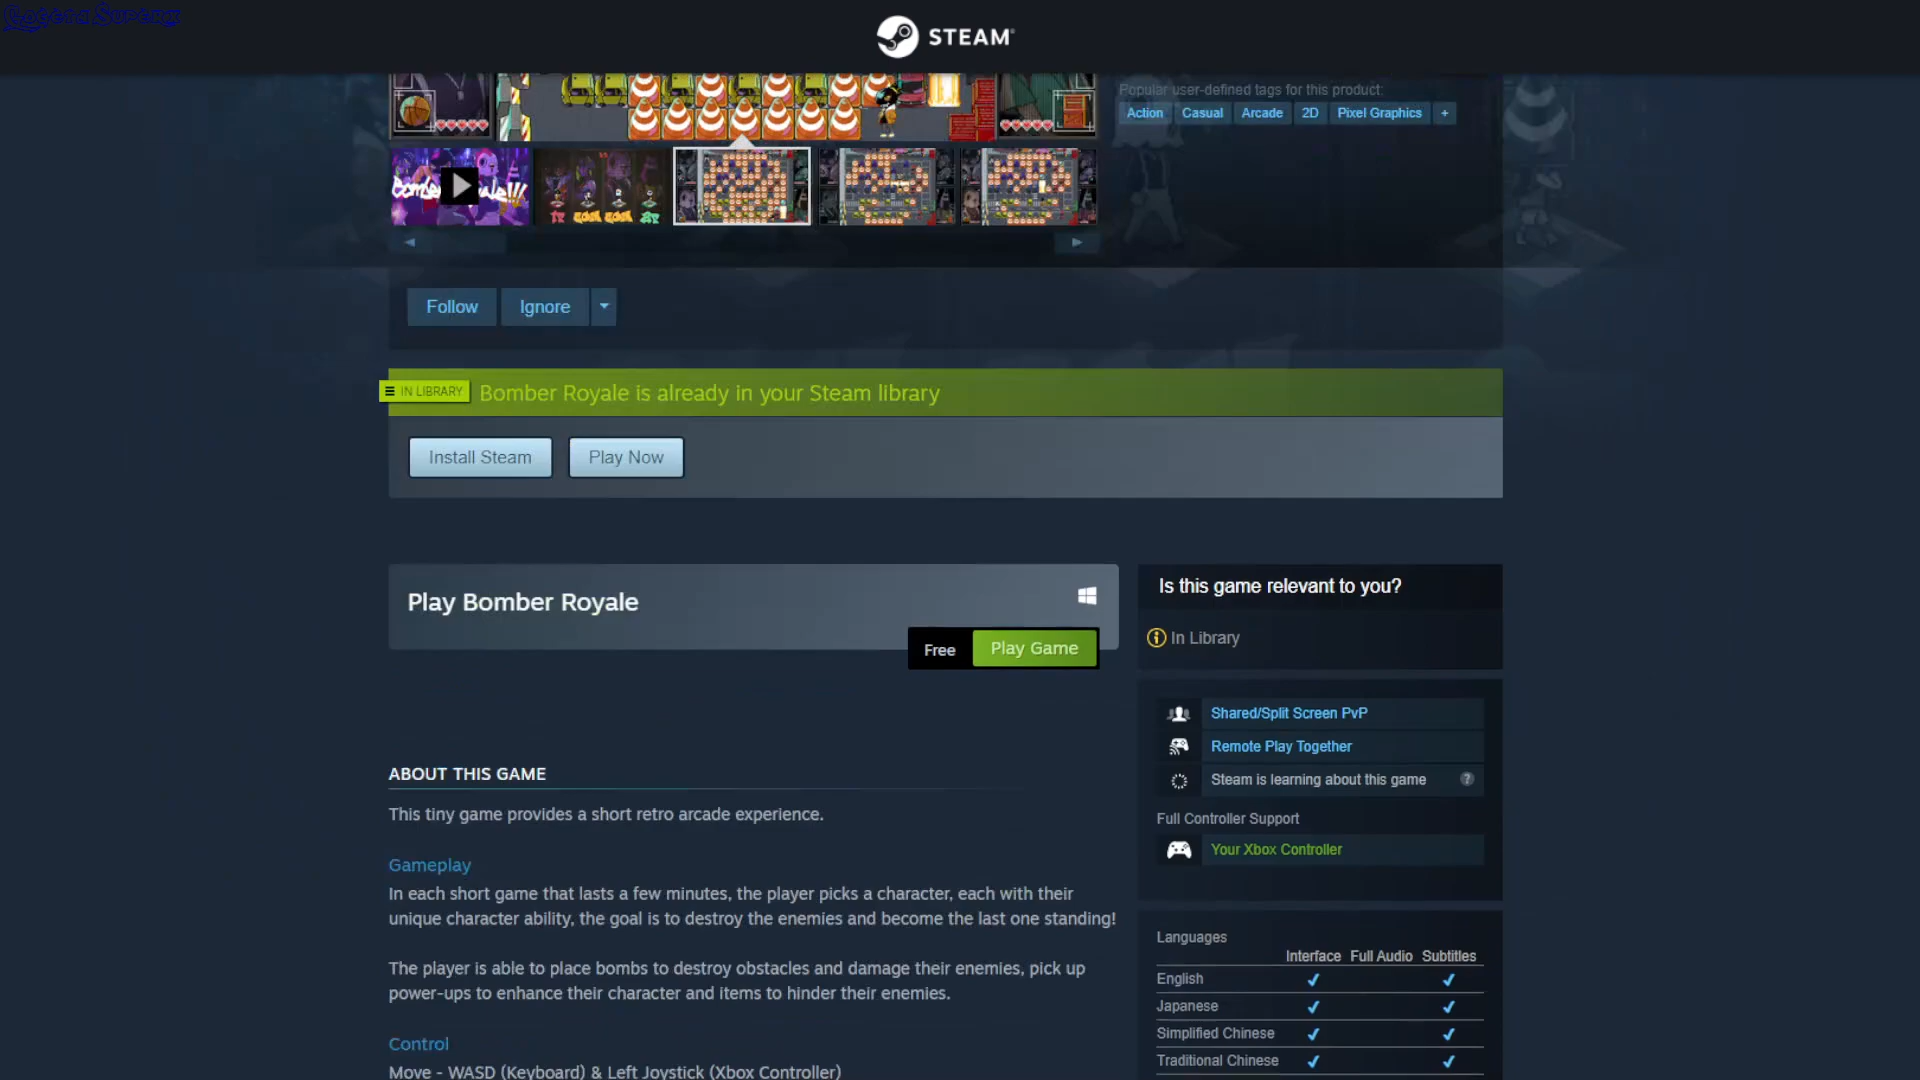 STEAM
Popular user-defined tags for this product:
Action Casual Arcade 2D Pixel Graphics +
Follow Ignore
IN LIBRARY Bomber Royale is already in your Steam library
Install Steam Play Now
Play Bomber Royale
Free Play Game
Is this game relevant to you?
In Library
Shared/Split Screen PvP
Remote Play Together
Steam is learning about this game ?
Full Controller Support
Your Xbox Controller
ABOUT THIS GAME
This tiny game provides a short retro arcade experience.
Gameplay
In each short game that lasts a few minutes, the player picks a character, each with their
unique character ability, the goal is to destroy the enemies and become the last one standing!
The player is able to place bombs to destroy obstacles and damage their enemies, pick up
power-ups to enhance their character and items to hinder their enemies.
Control
Move - WASD (Keyboard) & Left Joystick (Xbox Controller)
Languages
Interface Full Audio Subtitles
English
Japanese
Simplified Chinese
Traditional Chinese